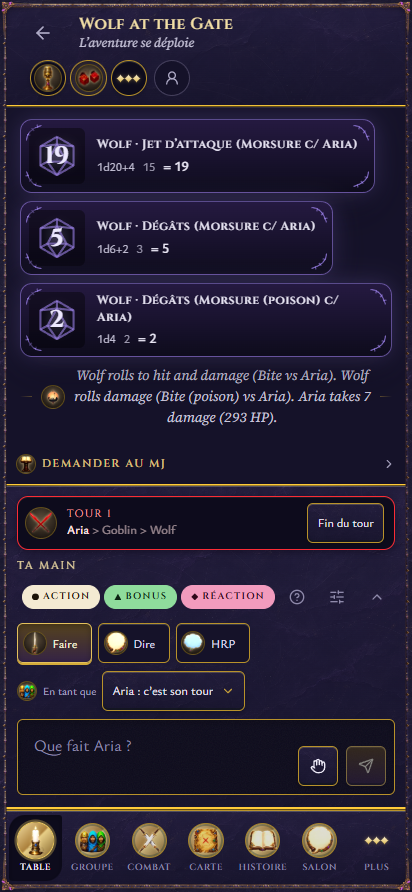 Wolf at the Gate
L'aventure se déploie
19
Wolf · Jet d'attaque (Morsure c/ Aria)
1d20+4 15 = 19
5
Wolf · Dégâts (Morsure c/ Aria)
1d6+2 3 = 5
2
Wolf · Dégâts (Morsure (poison) c/
Aria)
1d4 2 = 2
Wolf rolls to hit and damage (Bite vs Aria). Wolf
rolls damage (Bite (poison) vs Aria). Aria takes 7
damage (293 HP).
DEMANDER AU MJ
TOUR 1
Aria > Goblin > Wolf
Fin du tour
TA MAIN
ACTION
BONUS
RÉACTION
Faire
Dire
HRP
En tant que
Aria : c'est son tour
Que fait Aria ?
TABLE
GROUPE
COMBAT
CARTE
HISTOIRE
SALON
PLUS